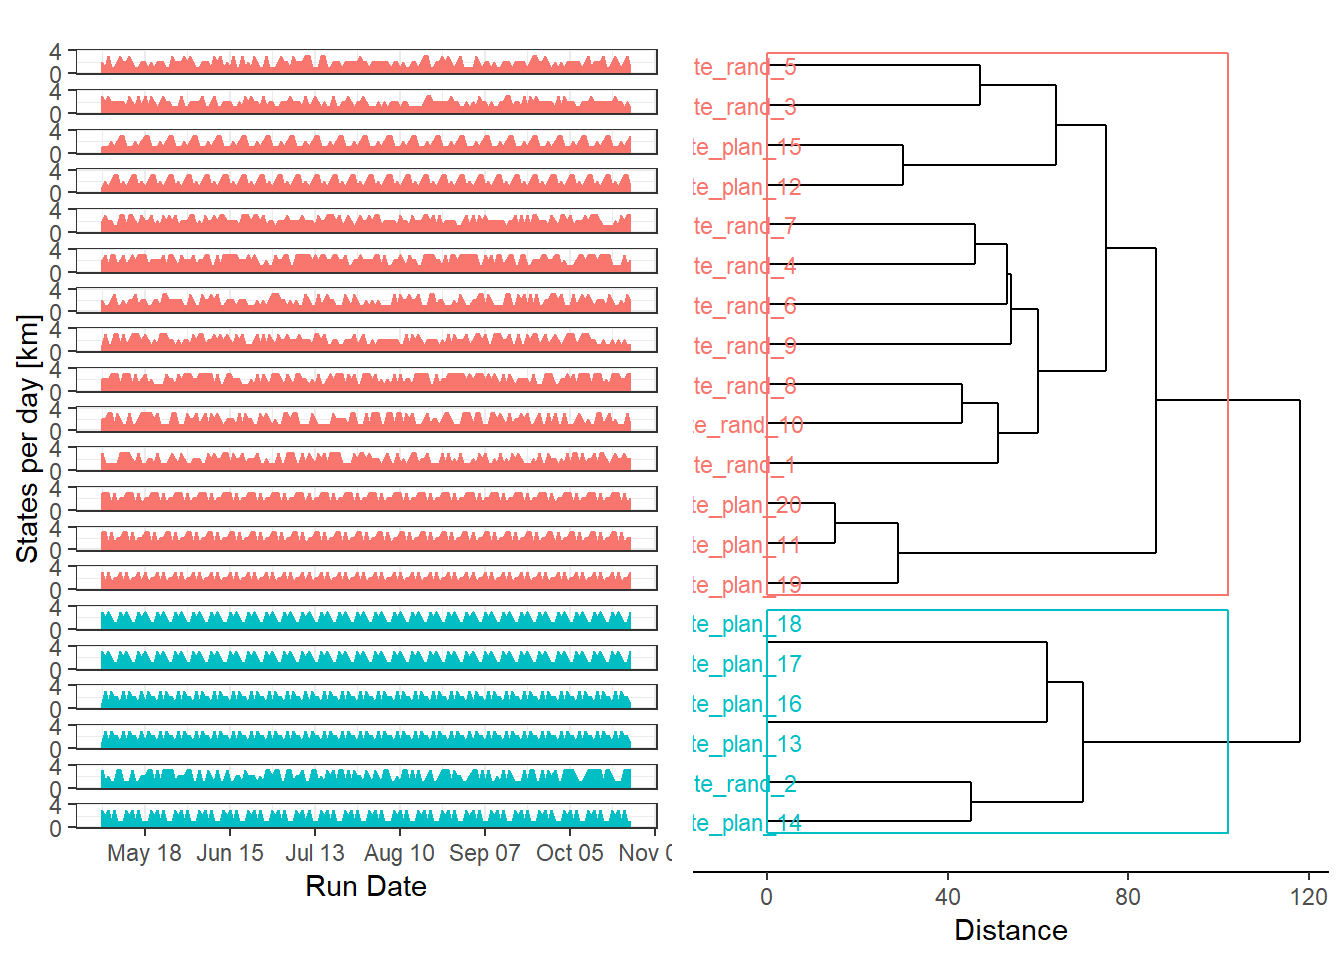 States per day [km]
4
0
4
0
4
0
4
0
4
0
4
0
4
0
4
0
4
0
4
0
4
0
4
0
4
0
4
0
4
0
4
0
4
0
4
0
4
0
4
0
May 18 Jun 15 Jul 13 Aug 10 Sep 07 Oct 05 Nov 0
Run Date
te_rand_5
te_rand_3
te_plan_15
te_plan_12
te_rand_7
te_rand_4
te_rand_6
te_rand_9
te_rand_8
te_rand_10
te_rand_1
te_plan_20
te_plan_11
te_plan_19
te_plan_18
te_plan_17
te_plan_16
te_plan_13
te_rand_2
te_plan_14
0 40 80 120
Distance